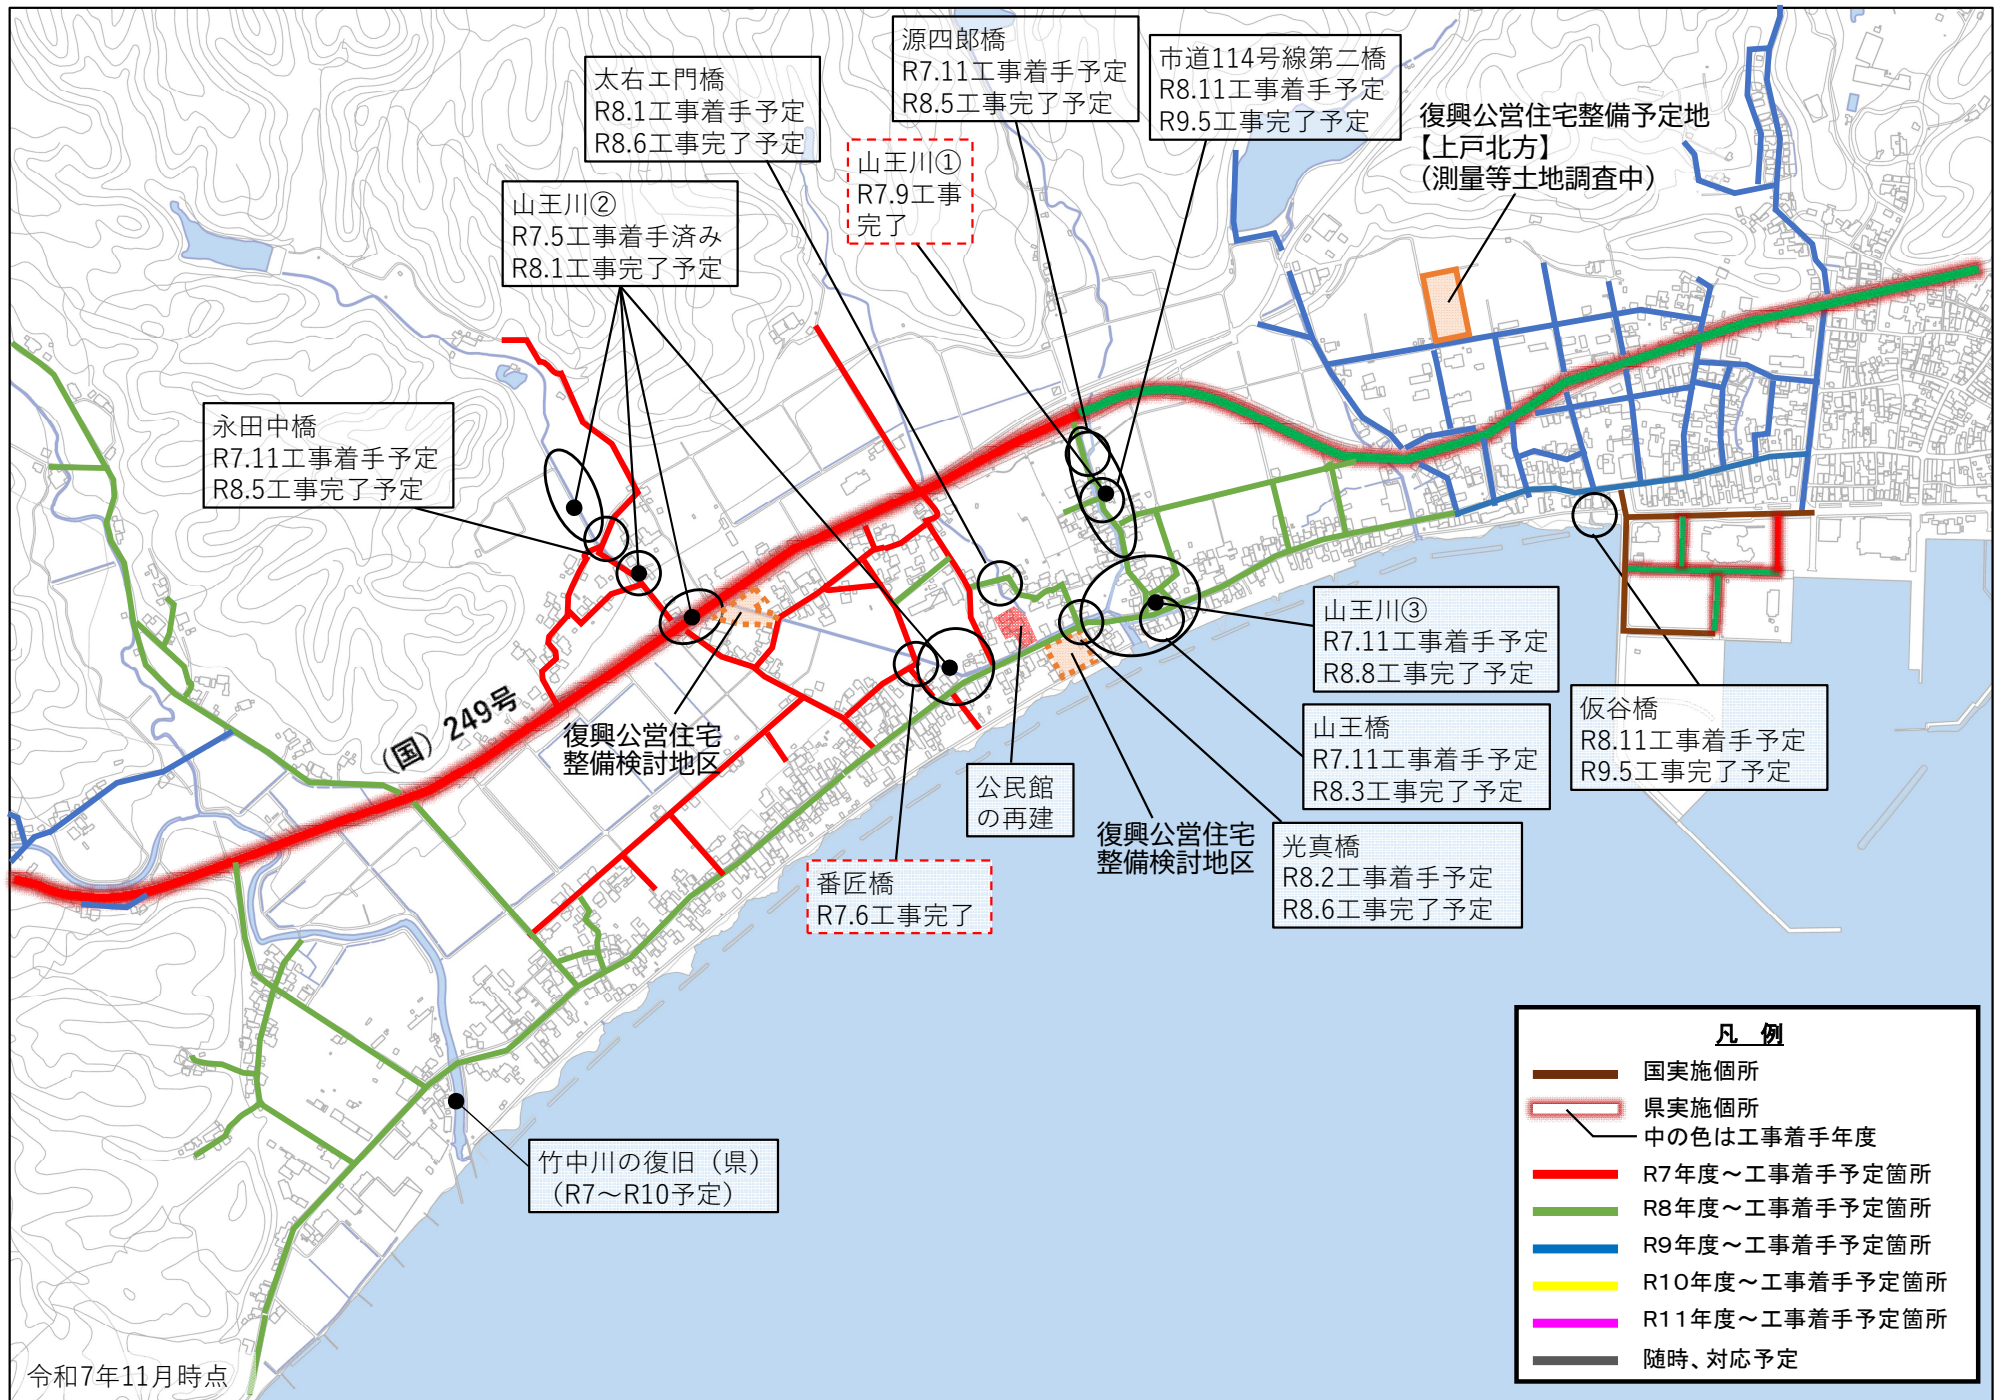 源四郎橋
R7.11工事着手予定
R8.5工事完了予定
市道114号線第二橋
R8.11工事着手予定
R9.5工事完了予定
太右エ門橋
R8.1工事着手予定
R8.6工事完了予定
復興公営住宅整備予定地
【上戸北方】
（測量等土地調査中）
山王川①
R7.9工事
完了
山王川②
R7.5工事着手済み
R8.1工事完了予定
永田中橋
R7.11工事着手予定
R8.5工事完了予定
（国）249号
復興公営住宅
整備検討地区
山王川③
R7.11工事着手予定
R8.8工事完了予定
仮谷橋
R8.11工事着手予定
R9.5工事完了予定
山王橋
R7.11工事着手予定
R8.3工事完了予定
公民館
の再建
復興公営住宅
整備検討地区
光真橋
R8.2工事着手予定
R8.6工事完了予定
番匠橋
R7.6工事完了
竹中川の復旧（県）
（R7～R10予定）
凡 例
国実施個所
県実施個所
中の色は工事着手年度
R7年度～工事着手予定箇所
R8年度～工事着手予定箇所
R9年度～工事着手予定箇所
R10年度～工事着手予定箇所
R11年度～工事着手予定箇所
随時、対応予定
令和7年11月時点